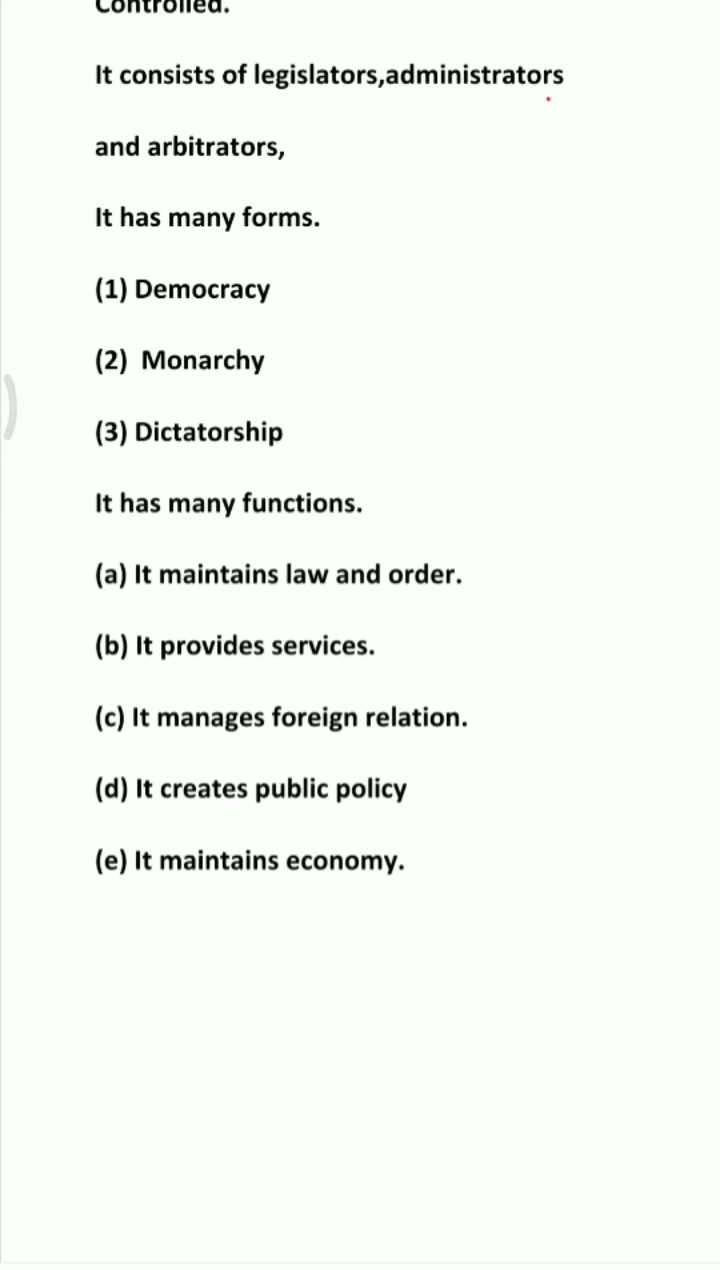 Controlled.
It consists of legislators,administrators
and arbitrators,
It has many forms.
(1) Democracy
(2)  Monarchy
(3) Dictatorship
It has many functions.
(a) It maintains law and order.
(b) It provides services.
(c) It manages foreign relation.
(d) It creates public policy
(e) It maintains economy.